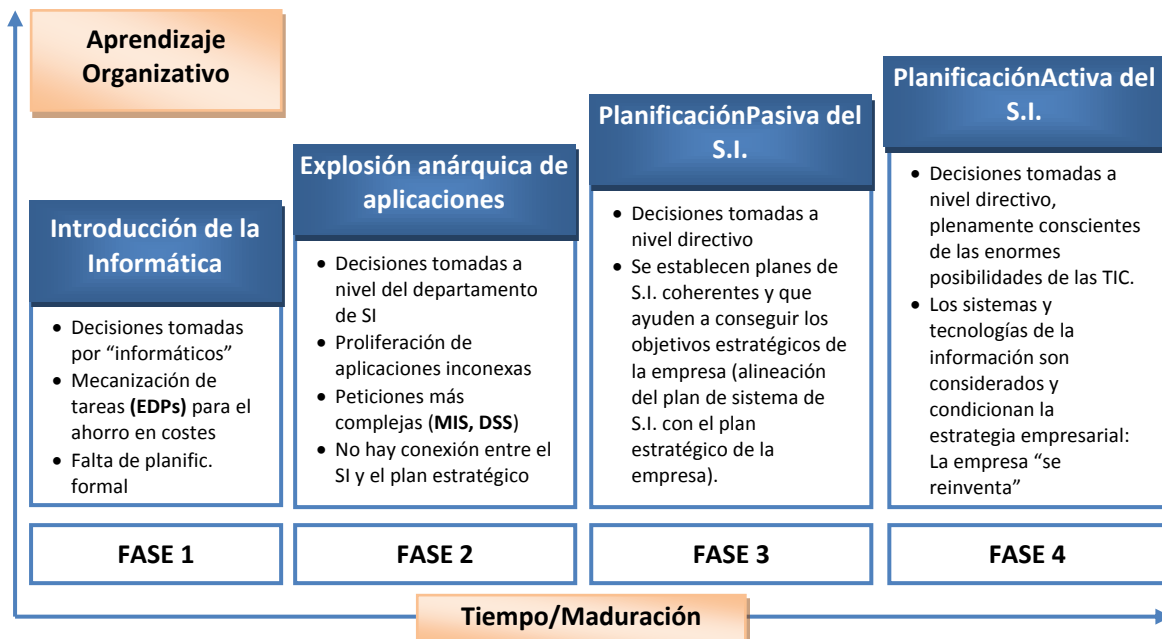 Aprendizaje
Organizativo
Introducción de la
Informática
• Decisiones tomadas
por “informáticos”
• Mecanización de
tareas (EDPs) para el
ahorro en costes
• Falta de planific.
formal
FASE 1
Explosión anárquica de
aplicaciones
• Decisiones tomadas a
nivel del departamento
de SI
• Proliferación de
aplicaciones inconexas
• Peticiones más
complejas (MIS, DSS)
• No hay conexión entre el
SI y el plan estratégico
FASE 2
PlanificaciónPasiva del
S.I.
• Decisiones tomadas a
nivel directivo
• Se establecen planes de
S.I. coherentes y que
ayuden a conseguir los
objetivos estratégicos de
la empresa (alineación
del plan de sistema de
S.I. con el plan
estratégico de la
empresa).
FASE 3
PlanificaciónActiva del
S.I.
• Decisiones tomadas a
nivel directivo,
plenamente conscientes
de las enormes
posibilidades de las TIC.
• Los sistemas y
tecnologías de la
información son
considerados y
condicionan la
estrategia empresarial:
La empresa “se
reinventa”
FASE 4
Tiempo/Maduración